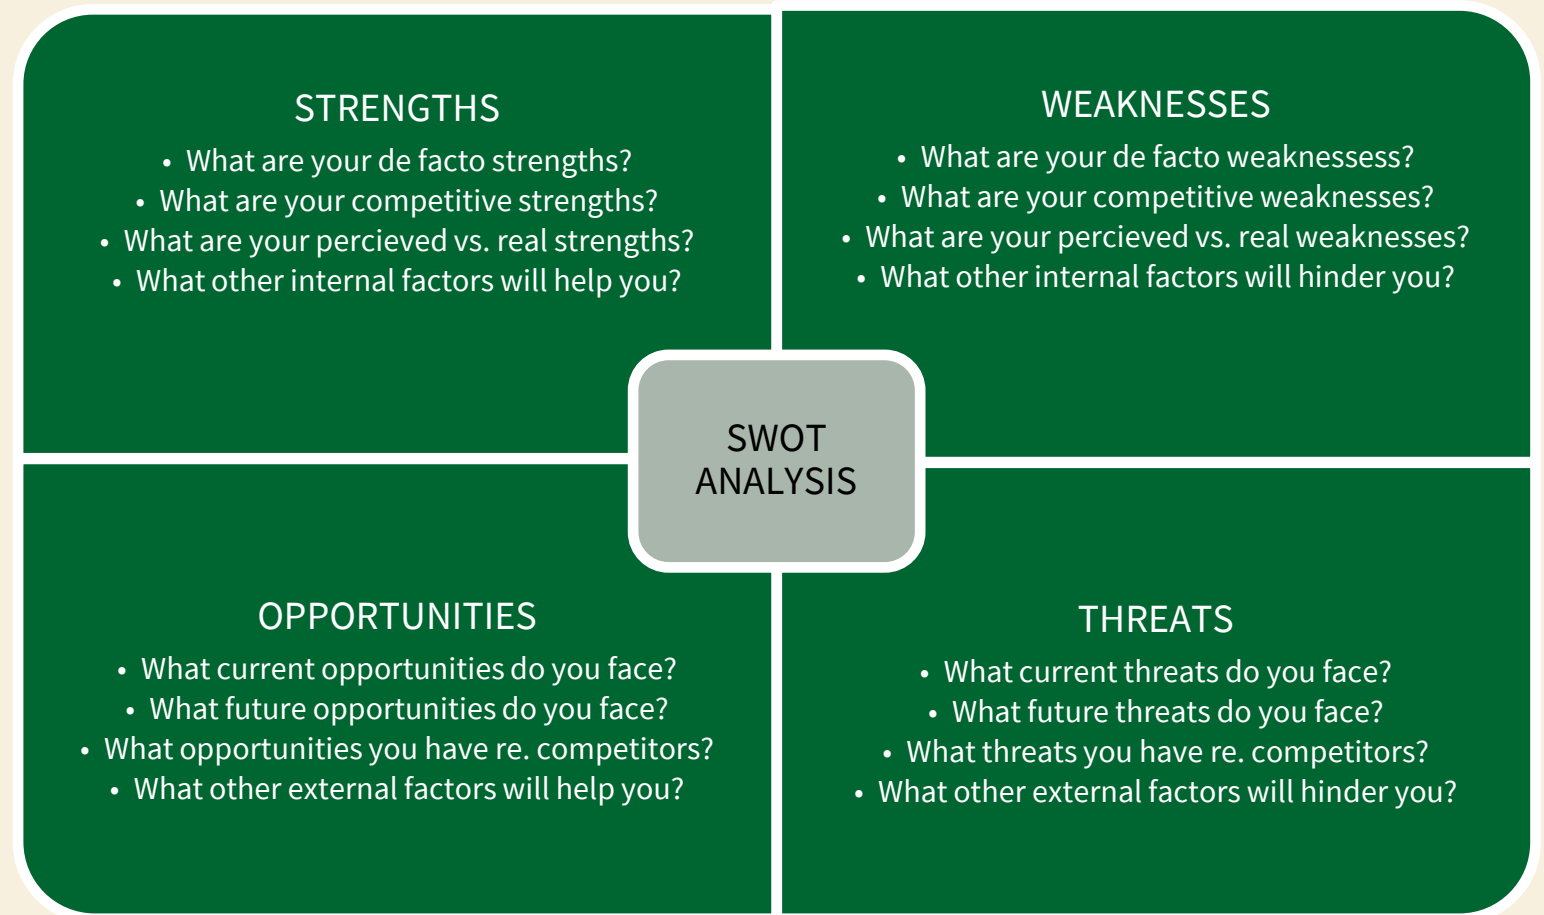 STRENGTHS
• What are your de facto strengths?
• What are your competitive strengths?
• What are your percieved vs. real strengths?
• What other internal factors will help you?
WEAKNESSES
• What are your de facto weaknessess?
• What are your competitive weaknesses?
• What are your percieved vs. real weaknesses?
• What other internal factors will hinder you?
SWOT
ANALYSIS
OPPORTUNITIES
• What current opportunities do you face?
• What future opportunities do you face?
• What opportunities you have re. competitors?
• What other external factors will help you?
THREATS
• What current threats do you face?
• What future threats do you face?
• What threats you have re. competitors?
• What other external factors will hinder you?